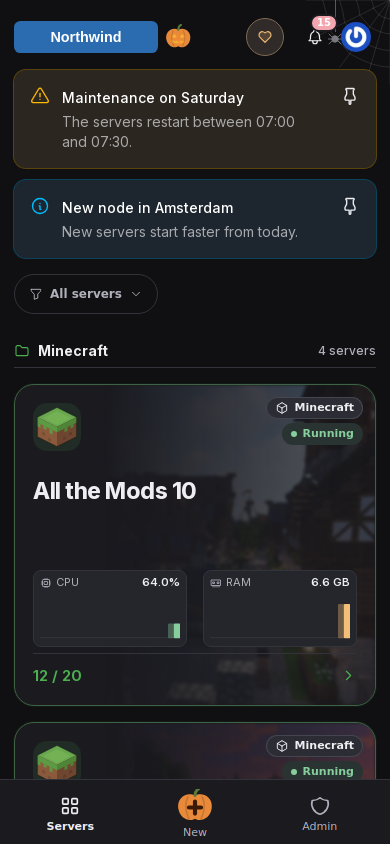 Northwind
15
Maintenance on Saturday
The servers restart between 07:00
and 07:30.
New node in Amsterdam
New servers start faster from today.
All servers
Minecraft
4 servers
Minecraft
Running
All the Mods 10
CPU
64.0%
RAM
6.6 GB
12 / 20
Minecraft
Running
Servers
New
Admin